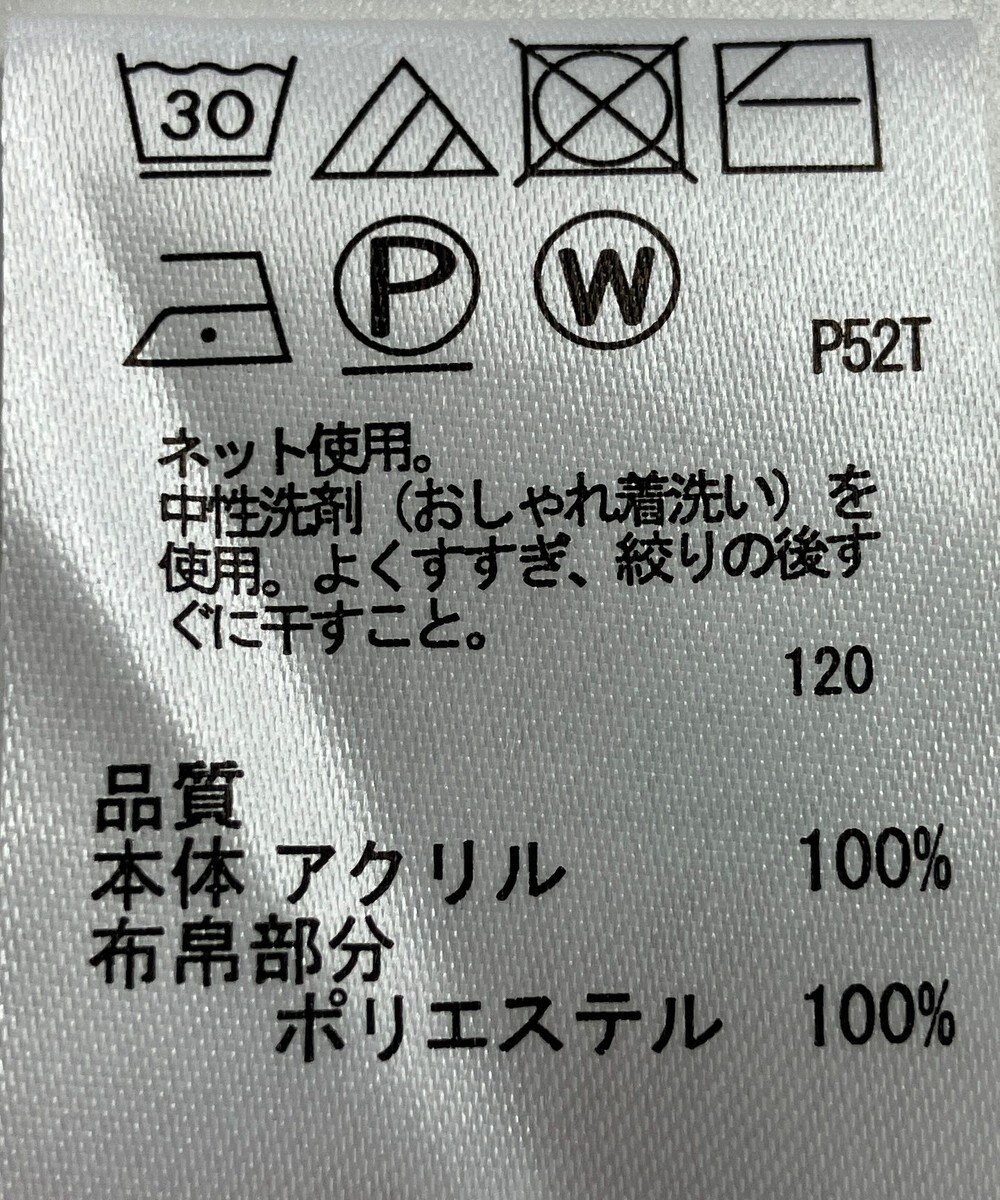 30
P W
P52T
ネット使用。
中性洗剤（おしゃれ着洗い）を
使用。よくすすぎ、絞りの後す
ぐに干すこと。
120
品質
本体 アクリル 100%
布帛部分
ポリエステル 100%